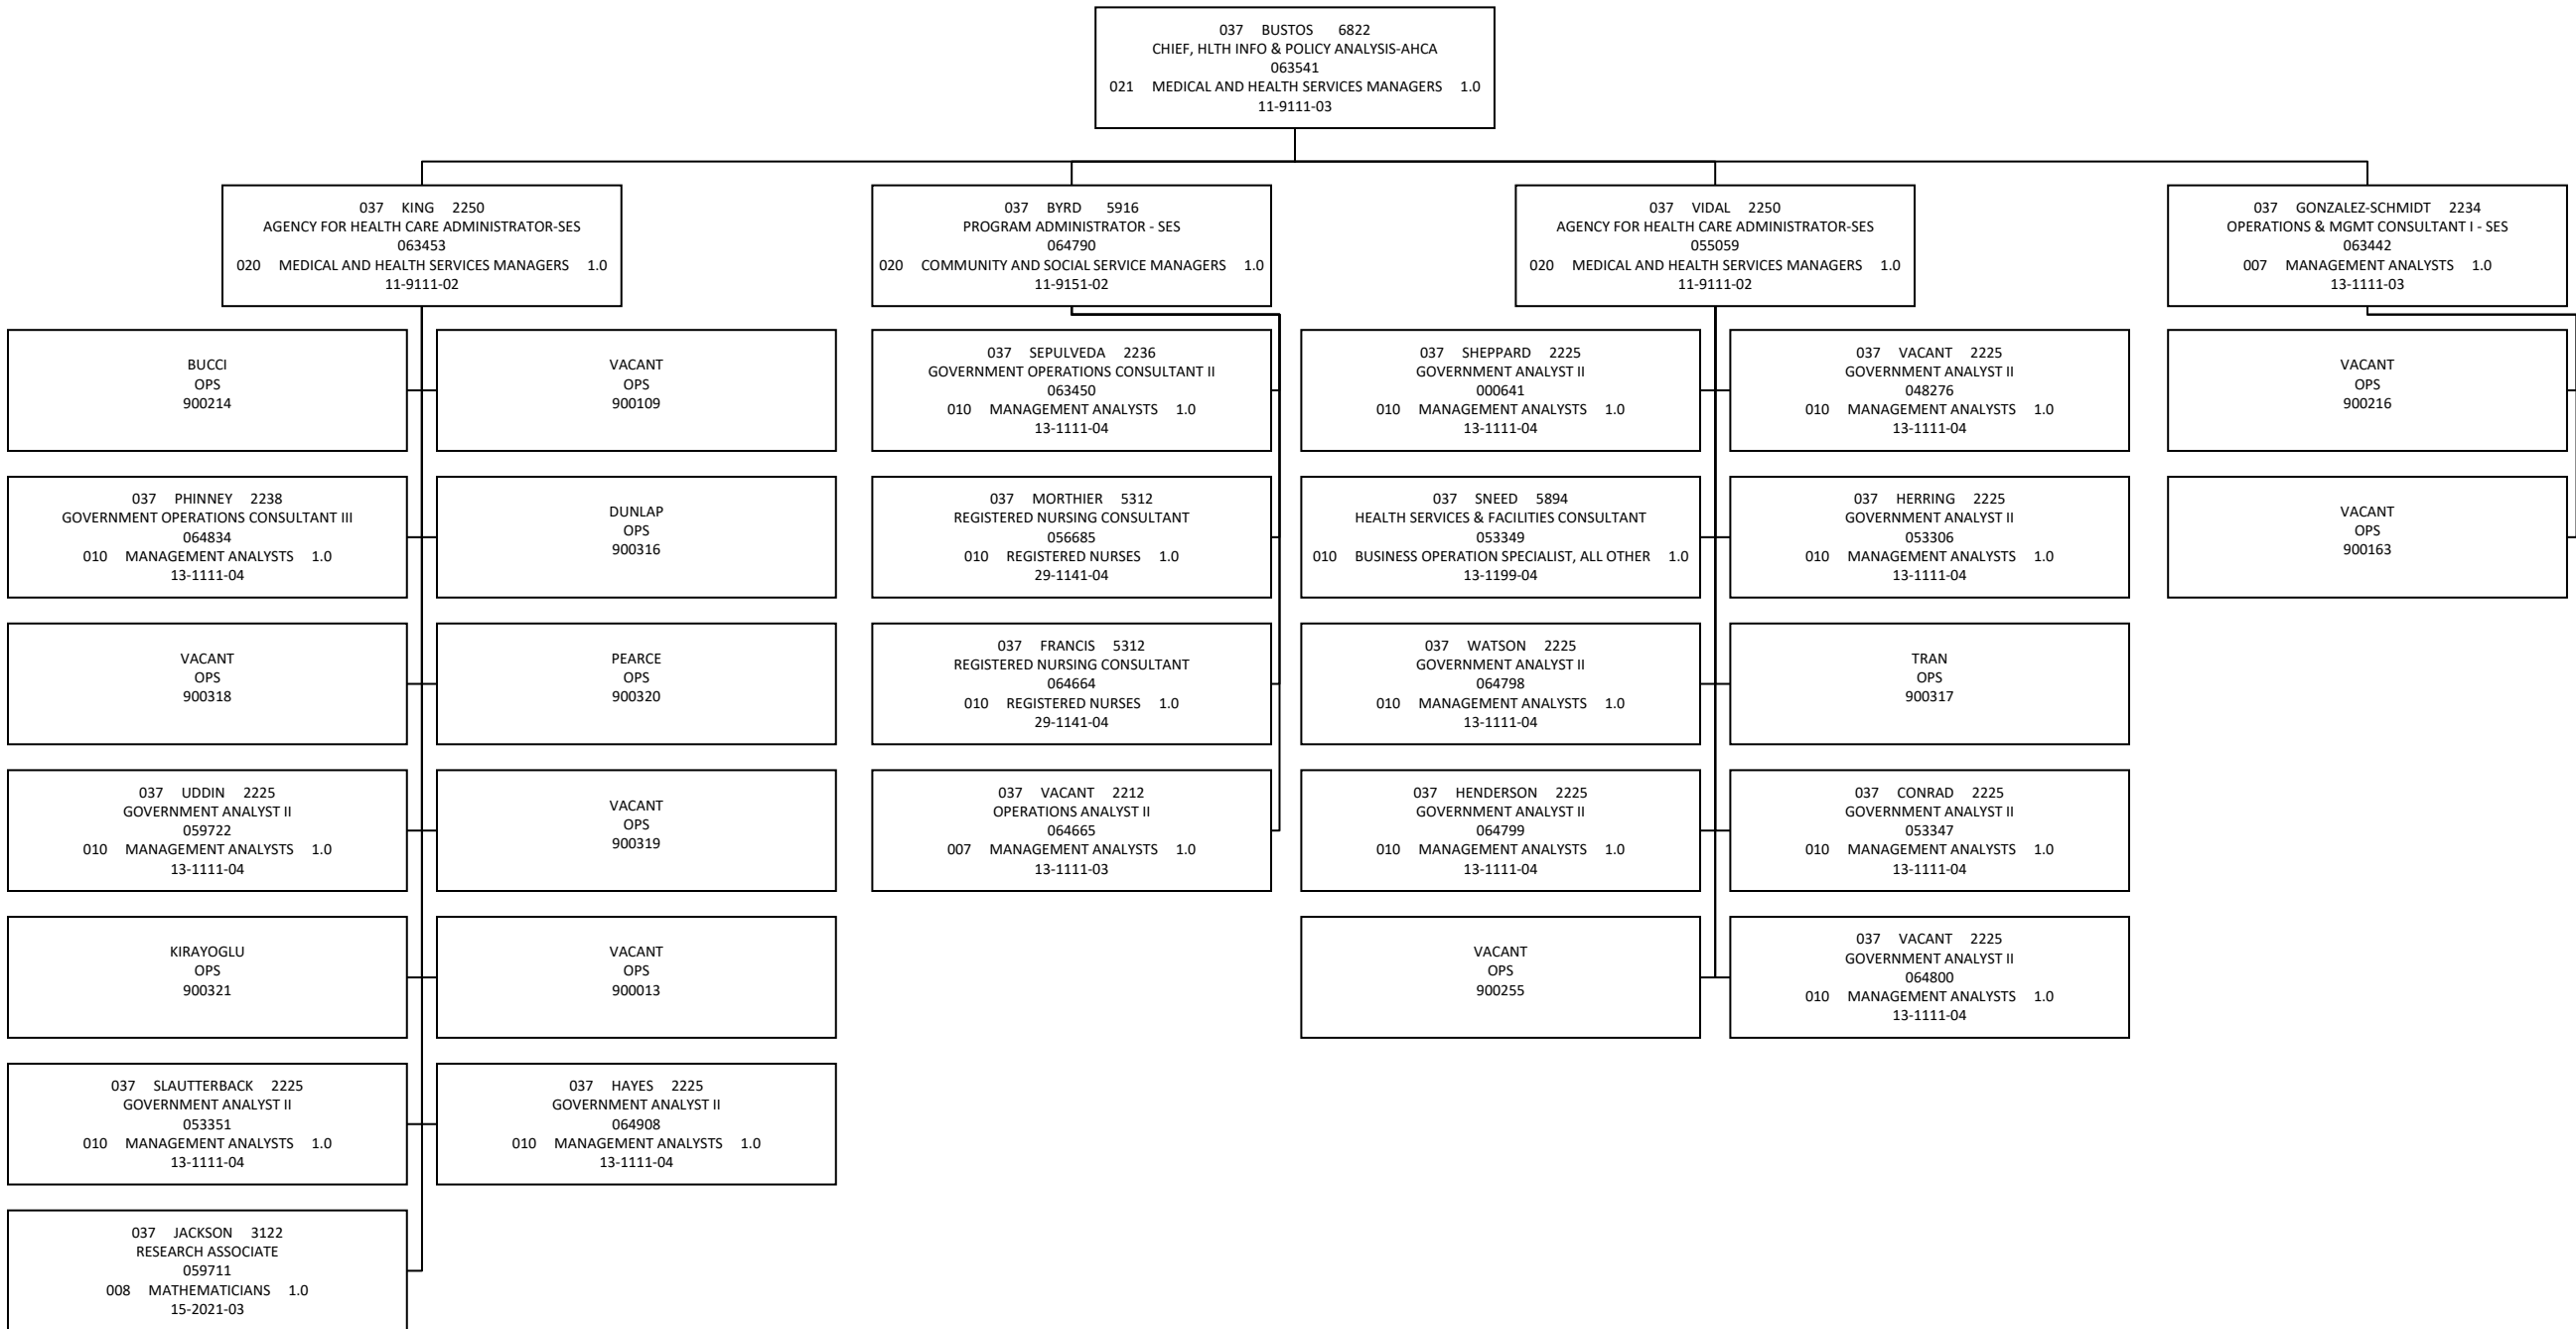 037 BUSTOS 6822
CHIEF, HLTH INFO & POLICY ANALYSIS-AHCA
063541
021 MEDICAL AND HEALTH SERVICES MANAGERS 1.0
11-9111-03
037 KING 2250
AGENCY FOR HEALTH CARE ADMINISTRATOR-SES
063453
020 MEDICAL AND HEALTH SERVICES MANAGERS 1.0
11-9111-02
037 BYRD 5916
PROGRAM ADMINISTRATOR - SES
064790
020 COMMUNITY AND SOCIAL SERVICE MANAGERS 1.0
11-9151-02
037 VIDAL 2250
AGENCY FOR HEALTH CARE ADMINISTRATOR-SES
055059
020 MEDICAL AND HEALTH SERVICES MANAGERS 1.0
11-9111-02
037 GONZALEZ-SCHMIDT 2234
OPERATIONS & MGMT CONSULTANT I - SES
063442
007 MANAGEMENT ANALYSTS 1.0
13-1111-03
BUCCI
OPS
900214
VACANT
OPS
900109
037 SEPULVEDA 2236
GOVERNMENT OPERATIONS CONSULTANT II
063450
010 MANAGEMENT ANALYSTS 1.0
13-1111-04
037 SHEPPARD 2225
GOVERNMENT ANALYST II
000641
010 MANAGEMENT ANALYSTS 1.0
13-1111-04
037 VACANT 2225
GOVERNMENT ANALYST II
048276
010 MANAGEMENT ANALYSTS 1.0
13-1111-04
VACANT
OPS
900216
037 PHINNEY 2238
GOVERNMENT OPERATIONS CONSULTANT III
064834
010 MANAGEMENT ANALYSTS 1.0
13-1111-04
DUNLAP
OPS
900316
037 MORTHIER 5312
REGISTERED NURSING CONSULTANT
056685
010 REGISTERED NURSES 1.0
29-1141-04
037 SNEED 5894
HEALTH SERVICES & FACILITIES CONSULTANT
053349
010 BUSINESS OPERATION SPECIALIST, ALL OTHER 1.0
13-1199-04
037 HERRING 2225
GOVERNMENT ANALYST II
053306
010 MANAGEMENT ANALYSTS 1.0
13-1111-04
VACANT
OPS
900163
VACANT
OPS
900318
PEARCE
OPS
900320
037 FRANCIS 5312
REGISTERED NURSING CONSULTANT
064664
010 REGISTERED NURSES 1.0
29-1141-04
037 WATSON 2225
GOVERNMENT ANALYST II
064798
010 MANAGEMENT ANALYSTS 1.0
13-1111-04
TRAN
OPS
900317
037 UDDIN 2225
GOVERNMENT ANALYST II
059722
010 MANAGEMENT ANALYSTS 1.0
13-1111-04
VACANT
OPS
900319
037 VACANT 2212
OPERATIONS ANALYST II
064665
007 MANAGEMENT ANALYSTS 1.0
13-1111-03
037 HENDERSON 2225
GOVERNMENT ANALYST II
064799
010 MANAGEMENT ANALYSTS 1.0
13-1111-04
037 CONRAD 2225
GOVERNMENT ANALYST II
053347
010 MANAGEMENT ANALYSTS 1.0
13-1111-04
KIRAYOGLU
OPS
900321
VACANT
OPS
900013
VACANT
OPS
900255
037 VACANT 2225
GOVERNMENT ANALYST II
064800
010 MANAGEMENT ANALYSTS 1.0
13-1111-04
037 SLAUTTERBACK 2225
GOVERNMENT ANALYST II
053351
010 MANAGEMENT ANALYSTS 1.0
13-1111-04
037 HAYES 2225
GOVERNMENT ANALYST II
064908
010 MANAGEMENT ANALYSTS 1.0
13-1111-04
037 JACKSON 3122
RESEARCH ASSOCIATE
059711
008 MATHEMATICIANS 1.0
15-2021-03